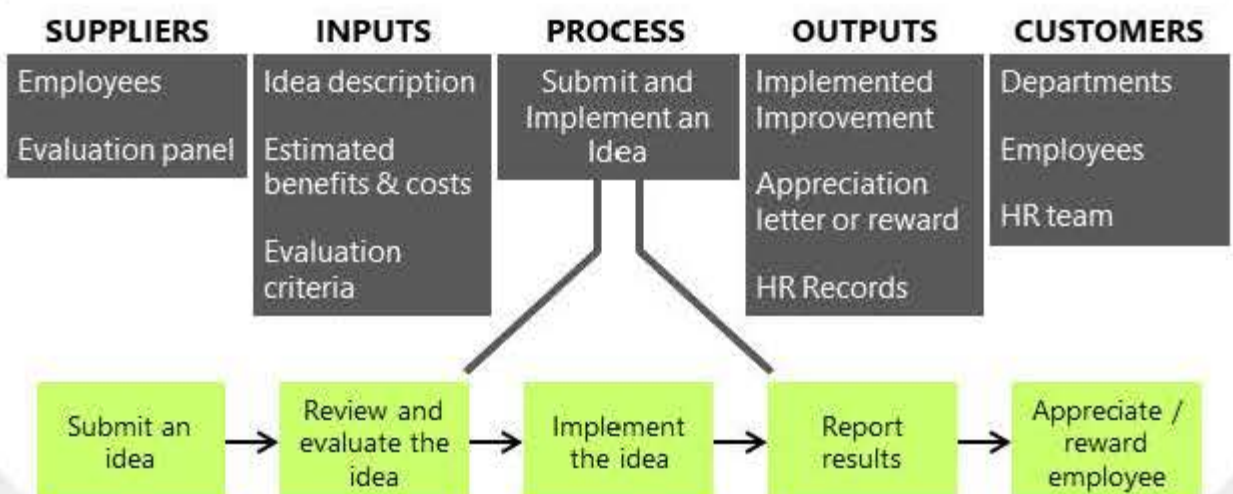 SUPPLIERS
Employees
Evaluation panel
INPUTS
Idea description
Estimated
benefits & costs
Evaluation
criteria
PROCESS
Submit and
Implement an
Idea
OUTPUTS
Implemented
Improvement
Appreciation
letter or reward
HR Records
CUSTOMERS
Departments
Employees
HR team
Submit an
idea
Review and
evaluate the
idea
Implement
the idea
Report
results
Appreciate /
reward
employee